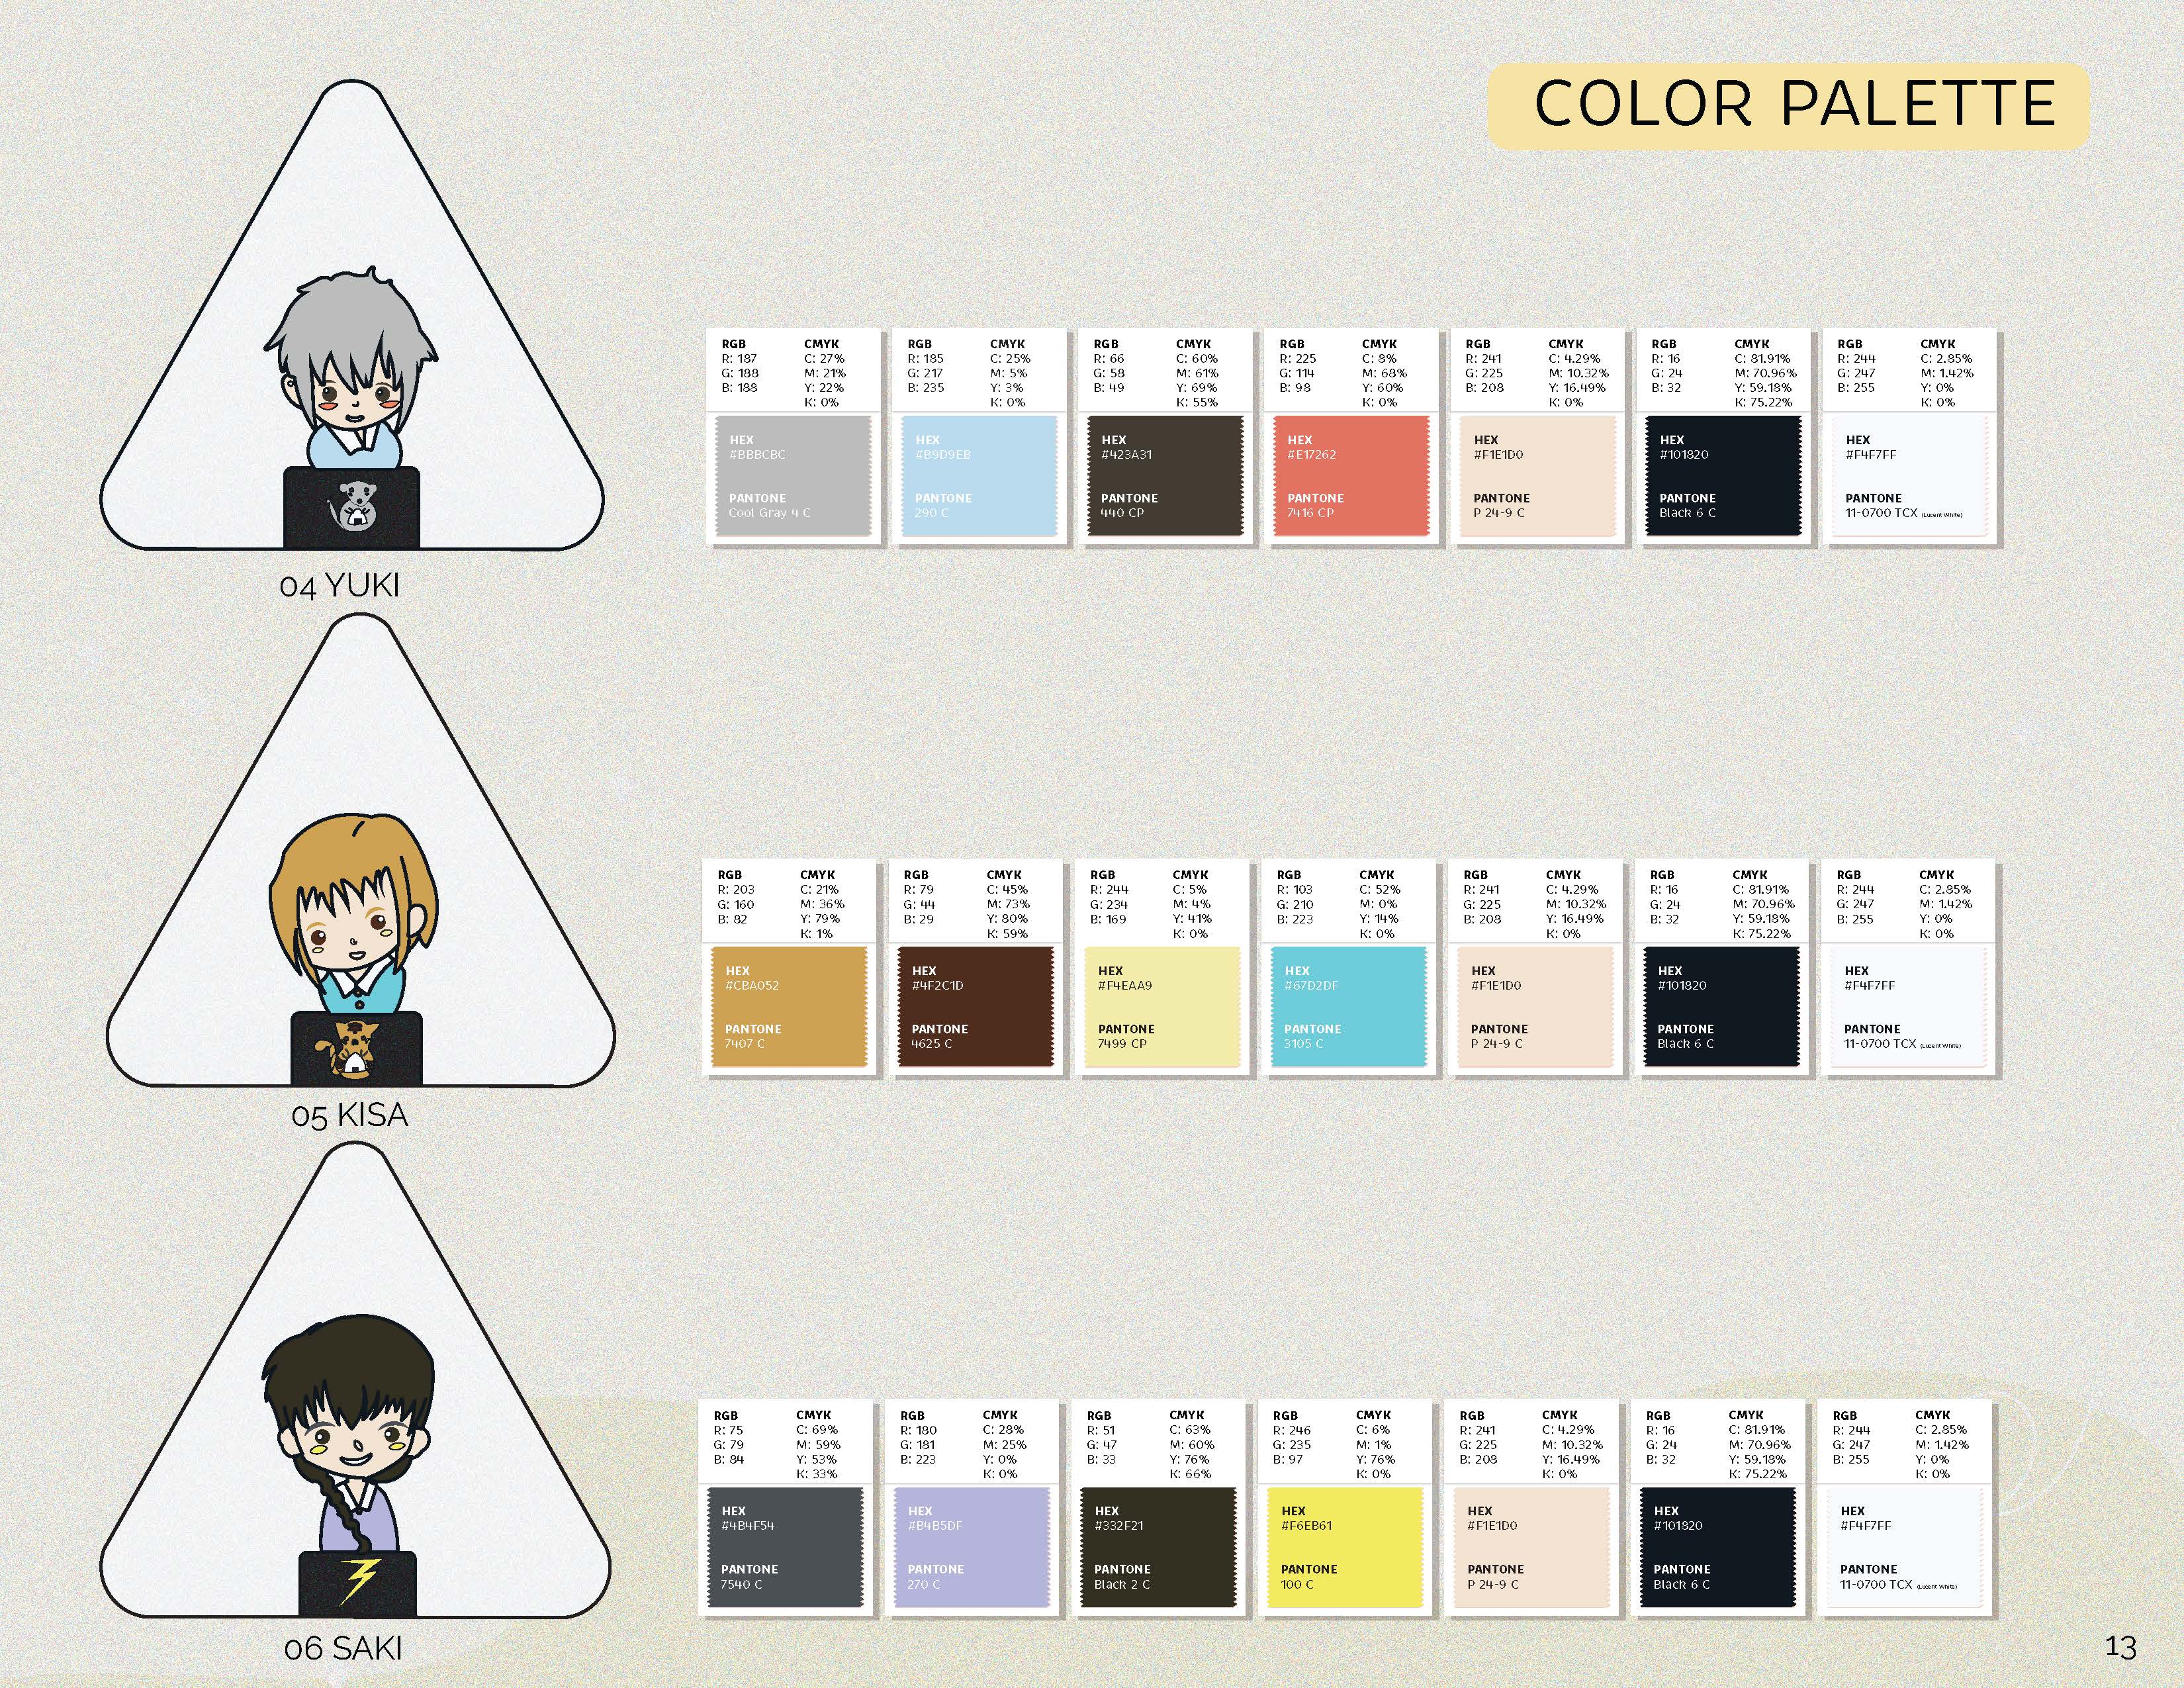 COLOR PALETTE
RGB CMYK
R: 187 C: 27%
G: 188 M: 21%
B: 188 Y: 22%
K: 0%
HEX
#BBBCBC
PANTONE
Cool Gray 4 C
RGB CMYK
R: 185 C: 25%
G: 217 M: 5%
B: 235 Y: 3%
K: 0%
HEX
#B9D9EB
PANTONE
290 C
RGB CMYK
R: 66 C: 60%
G: 58 M: 61%
B: 49 Y: 69%
K: 55%
HEX
#423A31
PANTONE
440 CP
RGB CMYK
R: 225 C: 8%
G: 114 M: 68%
B: 98 Y: 60%
K: 0%
HEX
#E17262
PANTONE
7416 CP
RGB CMYK
R: 241 C: 4.29%
G: 225 M: 10.32%
B: 208 Y: 16.49%
K: 0%
HEX
#F1E1D0
PANTONE
P 24-9 C
RGB CMYK
R: 16 C: 81.91%
G: 24 M: 70.96%
B: 32 Y: 59.18%
K: 75.22%
HEX
#101820
PANTONE
Black 6 C
RGB CMYK
R: 244 C: 2.85%
G: 247 M: 1.42%
B: 255 Y: 0%
K: 0%
HEX
#F4F7FF
PANTONE
11-0700 TCX (Lucent White)
04 YUKI
RGB CMYK
R: 203 C: 21%
G: 160 M: 36%
B: 82 Y: 79%
K: 1%
HEX
#CBA052
PANTONE
7407 C
RGB CMYK
R: 79 C: 45%
G: 44 M: 73%
B: 29 Y: 80%
K: 59%
HEX
#4F2C1D
PANTONE
4625 C
RGB CMYK
R: 244 C: 5%
G: 234 M: 4%
B: 169 Y: 41%
K: 0%
HEX
#F4EAA9
PANTONE
7499 CP
RGB CMYK
R: 103 C: 52%
G: 210 M: 0%
B: 223 Y: 14%
K: 0%
HEX
#67D2DF
PANTONE
3105 C
RGB CMYK
R: 241 C: 4.29%
G: 225 M: 10.32%
B: 208 Y: 16.49%
K: 0%
HEX
#F1E1D0
PANTONE
P 24-9 C
RGB CMYK
R: 16 C: 81.91%
G: 24 M: 70.96%
B: 32 Y: 59.18%
K: 75.22%
HEX
#101820
PANTONE
Black 6 C
RGB CMYK
R: 244 C: 2.85%
G: 247 M: 1.42%
B: 255 Y: 0%
K: 0%
HEX
#F4F7FF
PANTONE
11-0700 TCX (Lucent White)
05 KISA
RGB CMYK
R: 75 C: 69%
G: 79 M: 59%
B: 84 Y: 53%
K: 33%
HEX
#4B4F54
PANTONE
7540 C
RGB CMYK
R: 180 C: 28%
G: 181 M: 25%
B: 223 Y: 0%
K: 0%
HEX
#B4B5DF
PANTONE
270 C
RGB CMYK
R: 51 C: 63%
G: 47 M: 60%
B: 33 Y: 76%
K: 66%
HEX
#332F21
PANTONE
Black 2 C
RGB CMYK
R: 246 C: 6%
G: 235 M: 1%
B: 97 Y: 76%
K: 0%
HEX
#F6EB61
PANTONE
100 C
RGB CMYK
R: 241 C: 4.29%
G: 225 M: 10.32%
B: 208 Y: 16.49%
K: 0%
HEX
#F1E1D0
PANTONE
P 24-9 C
RGB CMYK
R: 16 C: 81.91%
G: 24 M: 70.96%
B: 32 Y: 59.18%
K: 75.22%
HEX
#101820
PANTONE
Black 6 C
RGB CMYK
R: 244 C: 2.85%
G: 247 M: 1.42%
B: 255 Y: 0%
K: 0%
HEX
#F4F7FF
PANTONE
11-0700 TCX (Lucent White)
06 SAKI
13